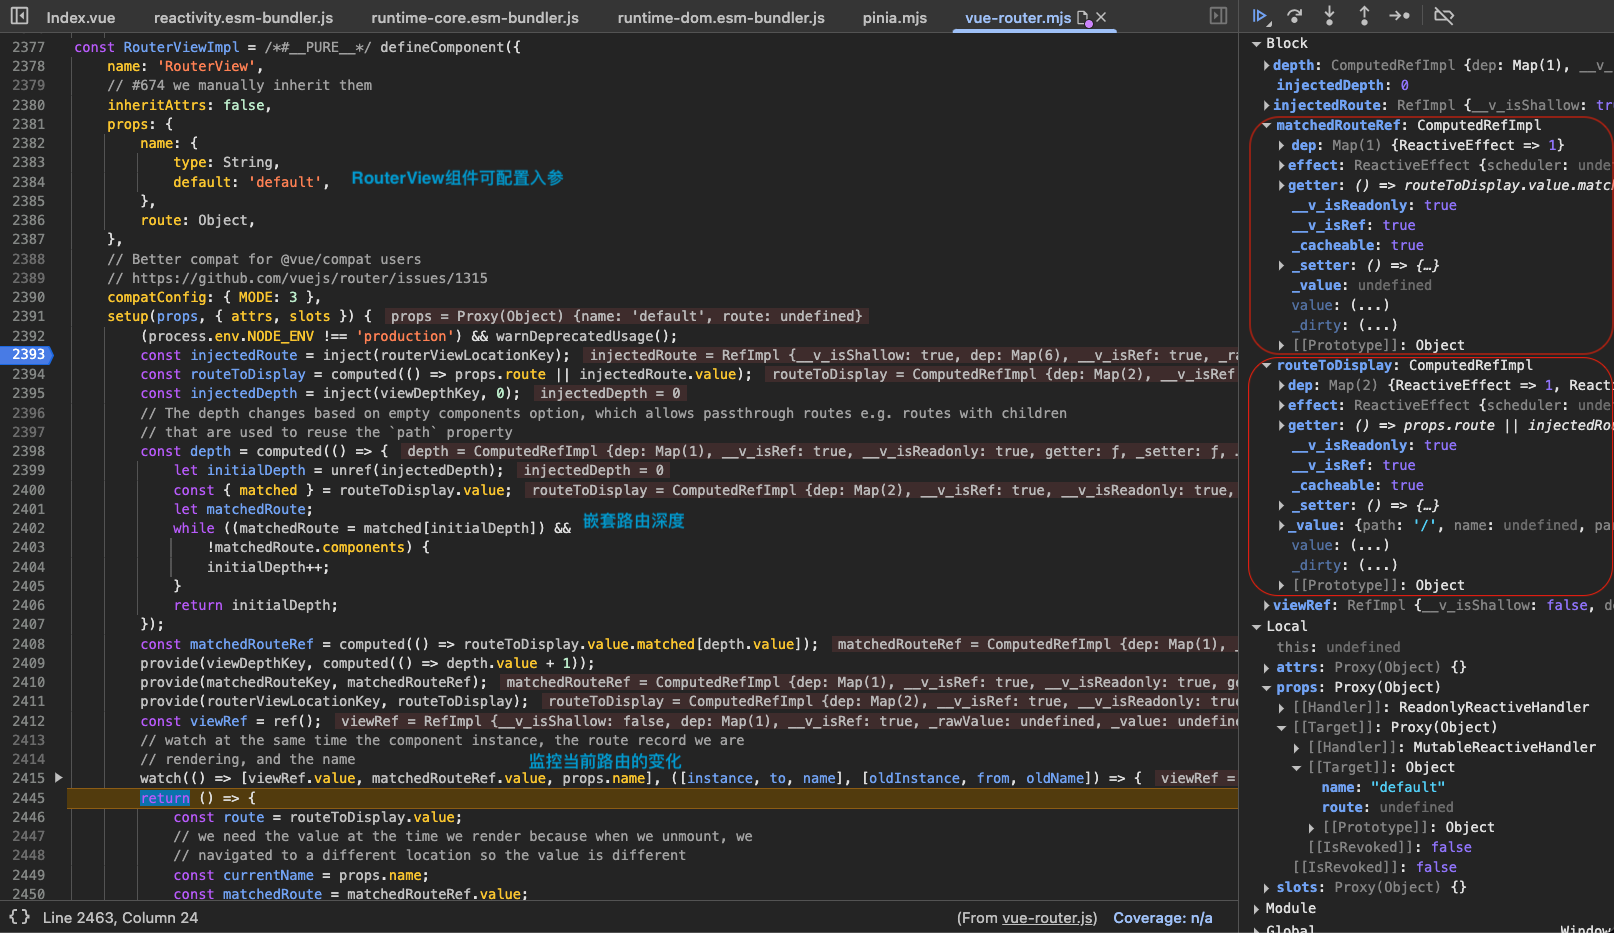 Index.vue reactivity.esm-bundler.js runtime-core.esm-bundler.js runtime-dom.esm-bundler.js pinia.mjs vue-router.mjs
2377 const RouterViewImpl = /*#__PURE__*/ defineComponent({
2378 name: 'RouterView',
2379 // #674 we manually inherit them
2380 inheritAttrs: false,
2381 props: {
2382 name: {
2383 type: String,
2384 default: 'default', RouterView组件可配置入参
2385 },
2386 route: Object,
2387 },
2388 // Better compat for @vue/compat users
2389 // https://github.com/vuejs/router/issues/1315
2390 compatConfig: { MODE: 3 },
2391 setup(props, { attrs, slots }) { props = Proxy(Object) {name: 'default', route: undefined}
2392 (process.env.NODE_ENV !== 'production') && warnDeprecatedUsage();
2393 const injectedRoute = inject(routerViewLocationKey); injectedRoute = RefImpl {__v_isShallow: true, dep: Map(6), __v_isRef: true, _ra
2394 const routeToDisplay = computed(() => props.route || injectedRoute.value); routeToDisplay = ComputedRefImpl {dep: Map(2), __v_isRef
2395 const injectedDepth = inject(viewDepthKey, 0); injectedDepth = 0
2396 // The depth changes based on empty components option, which allows passthrough routes e.g. routes with children
2397 // that are used to reuse the `path` property
2398 const depth = computed(() => { depth = ComputedRefImpl {dep: Map(1), __v_isRef: true, __v_isReadonly: true, getter: ƒ, _setter: ƒ, …
2399 let initialDepth = unref(injectedDepth); injectedDepth = 0
2400 const { matched } = routeToDisplay.value; routeToDisplay = ComputedRefImpl {dep: Map(2), __v_isRef: true, __v_isReadonly: true,
2401 let matchedRoute;
2402 while ((matchedRoute = matched[initialDepth]) && 嵌套路由深度
2403 !matchedRoute.components) {
2404 initialDepth++;
2405 }
2406 return initialDepth;
2407 });
2408 const matchedRouteRef = computed(() => routeToDisplay.value.matched[depth.value]); matchedRouteRef = ComputedRefImpl {dep: Map(1), _
2409 provide(viewDepthKey, computed(() => depth.value + 1));
2410 provide(matchedRouteKey, matchedRouteRef); matchedRouteRef = ComputedRefImpl {dep: Map(1), __v_isRef: true, __v_isReadonly: true, ge
2411 provide(routerViewLocationKey, routeToDisplay); routeToDisplay = ComputedRefImpl {dep: Map(2), __v_isRef: true, __v_isReadonly: true
2412 const viewRef = ref(); viewRef = RefImpl {__v_isShallow: false, dep: Map(1), __v_isRef: true, _rawValue: undefined, _value: undefine
2413 // watch at the same time the component instance, the route record we are
2414 // rendering, and the name 监控当前路由的变化
2415 watch(() => [viewRef.value, matchedRouteRef.value, props.name], ([instance, to, name], [oldInstance, from, oldName]) => { viewRef =
2445 return () => {
2446 const route = routeToDisplay.value;
2447 // we need the value at the time we render because when we unmount, we
2448 // navigated to a different location so the value is different
2449 const currentName = props.name;
2450 const matchedRoute = matchedRouteRef.value;
{} Line 2463, Column 24 (From vue-router.js) Coverage: n/a
Block
depth: ComputedRefImpl {dep: Map(1), __v_
injectedDepth: 0
injectedRoute: RefImpl {__v_isShallow: tr
matchedRouteRef: ComputedRefImpl
dep: Map(1) {ReactiveEffect => 1}
effect: ReactiveEffect {scheduler: unde
getter: () => routeToDisplay.value.matc
__v_isReadonly: true
__v_isRef: true
_cacheable: true
_setter: () => {…}
_value: undefined
value: (...)
_dirty: (...)
[[Prototype]]: Object
routeToDisplay: ComputedRefImpl
dep: Map(2) {ReactiveEffect => 1, React
effect: ReactiveEffect {scheduler: unde
getter: () => props.route || injectedRo
__v_isReadonly: true
__v_isRef: true
_cacheable: true
_setter: () => {…}
_value: {path: '/', name: undefined, pa
value: (...)
_dirty: (...)
[[Prototype]]: Object
viewRef: RefImpl {__v_isShallow: false, d
Local
this: undefined
attrs: Proxy(Object) {}
props: Proxy(Object)
[[Handler]]: ReadonlyReactiveHandler
[[Target]]: Proxy(Object)
[[Handler]]: MutableReactiveHandler
[[Target]]: Object
name: "default"
route: undefined
[[Prototype]]: Object
[[IsRevoked]]: false
[[IsRevoked]]: false
slots: Proxy(Object) {}
Module
Global Window